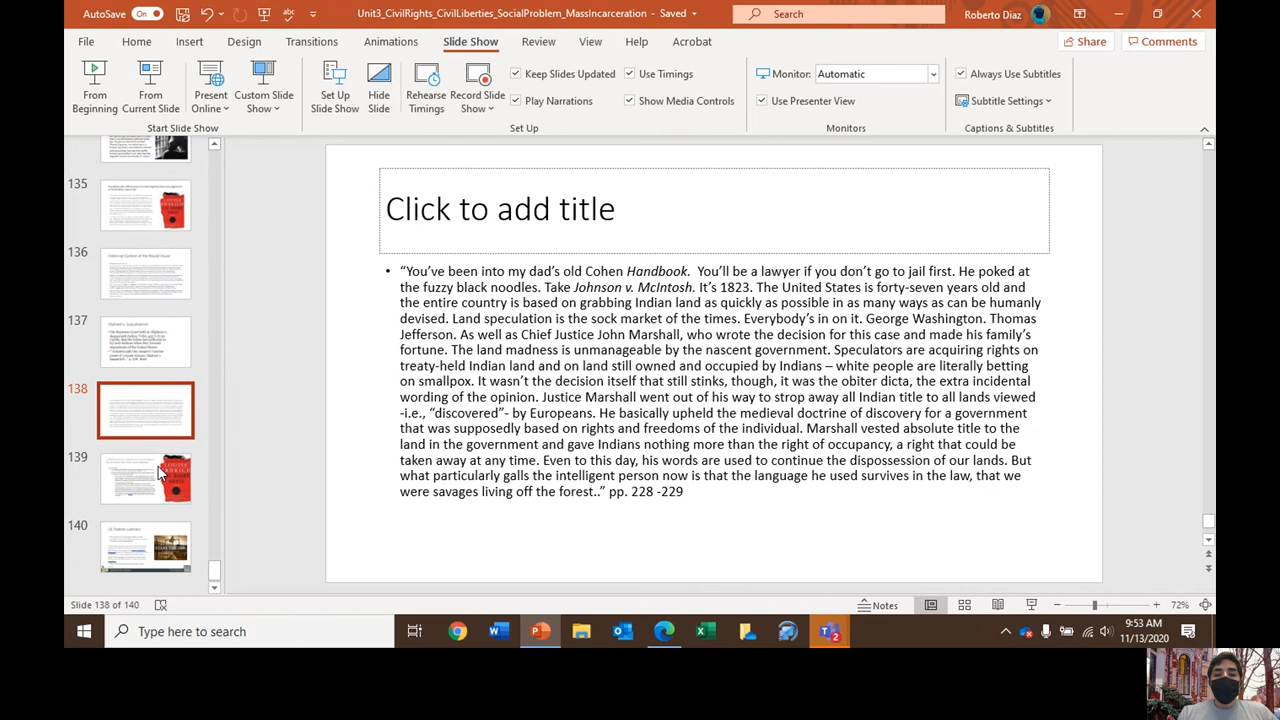 AutoSave On Unit3_CivilRights_CivilLiberties_SocialProblem_MassIncarceration - Saved Search Roberto Diaz
File Home Insert Design Transitions Animations Slide Show Review View Help Acrobat Share Comments
From Beginning
From Current Slide
Present Online
Custom Slide Show
Start Slide Show
Set Up Slide Show
Hide Slide
Rehearse Timings
Record Slide Show
Keep Slides Updated
Play Narrations
Use Timings
Show Media Controls
Set Up
Monitor: Automatic
Use Presenter View
Monitors
Always Use Subtitles
Subtitle Settings
Captions & Subtitles
135
136
137
138
139
140
Click to add title
• “You’ve been into my dad’s old Cohen Handbook. You’ll be a lawyer if you don’t go to jail first. He poked at
the fuzzy black noodles. Take Johnson v. McIntosh. It’s 1823. The United States is forty-seven years old and
the entire country is based on grabbing Indian land as quickly as possible in as many ways as can be humanly
devised. Land speculation is the sock market of the times. Everybody’s in on it. George Washington. Thomas
Jefferson. As well as Chief Justice John Marshall, who wrote the decision for this case and made his family’s
fortune. The land madness is unmanageable by the nascent government. Speculators are acquiring rights on
treaty-held Indian land and on land still owned and occupied by Indians – white people are literally betting
on smallpox. It wasn’t the decision itself that still stinks, though, it was the obiter dicta, the extra incidental
wording of the opinion. Justice Marshall went out of his way to strop away all Indian title to all lands viewed
-i.e., “discovered”- by Europeans. He basically upheld the medieval doctrine of discovery for a government
that was supposedly based on rights and freedoms of the individual. Marshall vested absolute title to the
land in the government and gave Indians nothing more than the right of occupancy, a right that could be
taken away at any time. Even to this day, his words are used to continue the dispossession of our lands. But
what particularly galls the intelligent person now is that the language he used survives in the law, that we
were savages living off the forest..” pp. 228 -229
Slide 138 of 140 Notes 72%
Type here to search
9:53 AM
11/13/2020